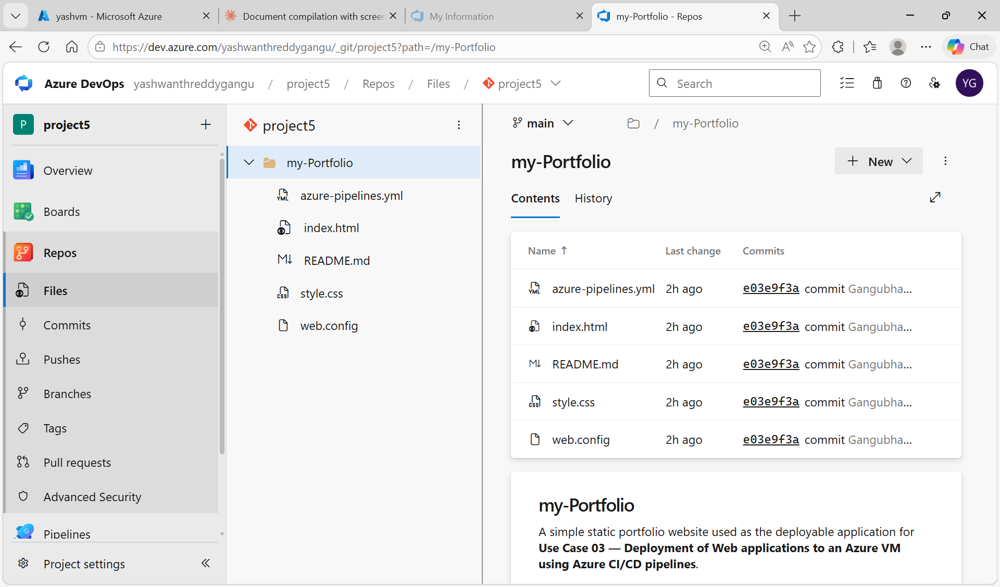 yashvm - Microsoft Azure
Document compilation with screen
My Information
my-Portfolio - Repos
https://dev.azure.com/yashwanthreddygangu/_git/project5?path=/my-Portfolio
Chat
Azure DevOps yashwanthreddygangu / project5 / Repos / Files / project5
Search
YG
P project5
Overview
Boards
Repos
Files
Commits
Pushes
Branches
Tags
Pull requests
Advanced Security
Pipelines
Project settings
project5
my-Portfolio
YML azure-pipelines.yml
index.html
M↓ README.md
CSS style.css
web.config
main
/ my-Portfolio
my-Portfolio
New
Contents History
Name ↑ Last change Commits
YML azure-pipelines.yml 2h ago e03e9f3a commit Gangubha...
index.html 2h ago e03e9f3a commit Gangubha...
M↓ README.md 2h ago e03e9f3a commit Gangubha...
CSS style.css 2h ago e03e9f3a commit Gangubha...
web.config 2h ago e03e9f3a commit Gangubha...
my-Portfolio
A simple static portfolio website used as the deployable application for
Use Case 03 — Deployment of Web applications to an Azure VM
using Azure CI/CD pipelines.